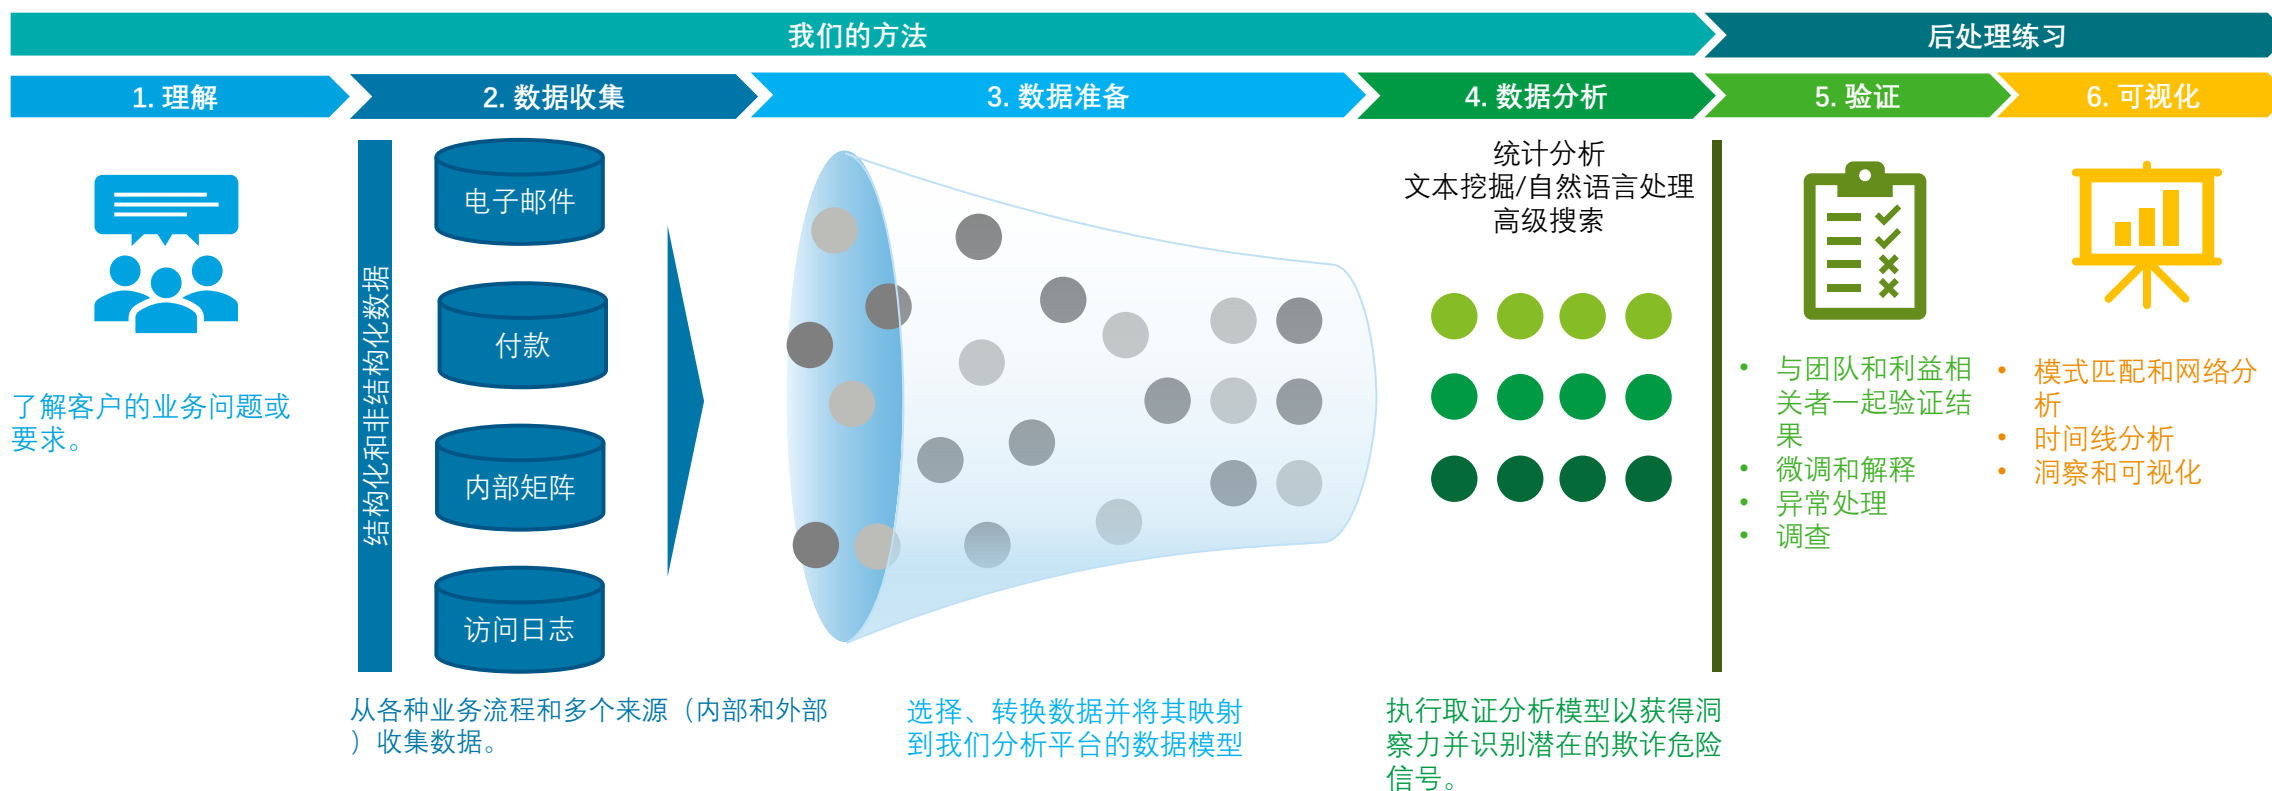 我们的方法
后处理练习
1. 理解
2. 数据收集
3. 数据准备
4. 数据分析
5. 验证
6. 可视化
了解客户的业务问题或
要求。
结构化和非结构化数据
电子邮件
付款
内部矩阵
访问日志
从各种业务流程和多个来源（内部和外部
）收集数据。
选择、转换数据并将其映射
到我们分析平台的数据模型
统计分析
文本挖掘/自然语言处理
高级搜索
执行取证分析模型以获得洞
察力并识别潜在的欺诈危险
信号。
• 与团队和利益相
关者一起验证结
果
• 微调和解释
• 异常处理
• 调查
• 模式匹配和网络分
析
• 时间线分析
• 洞察和可视化